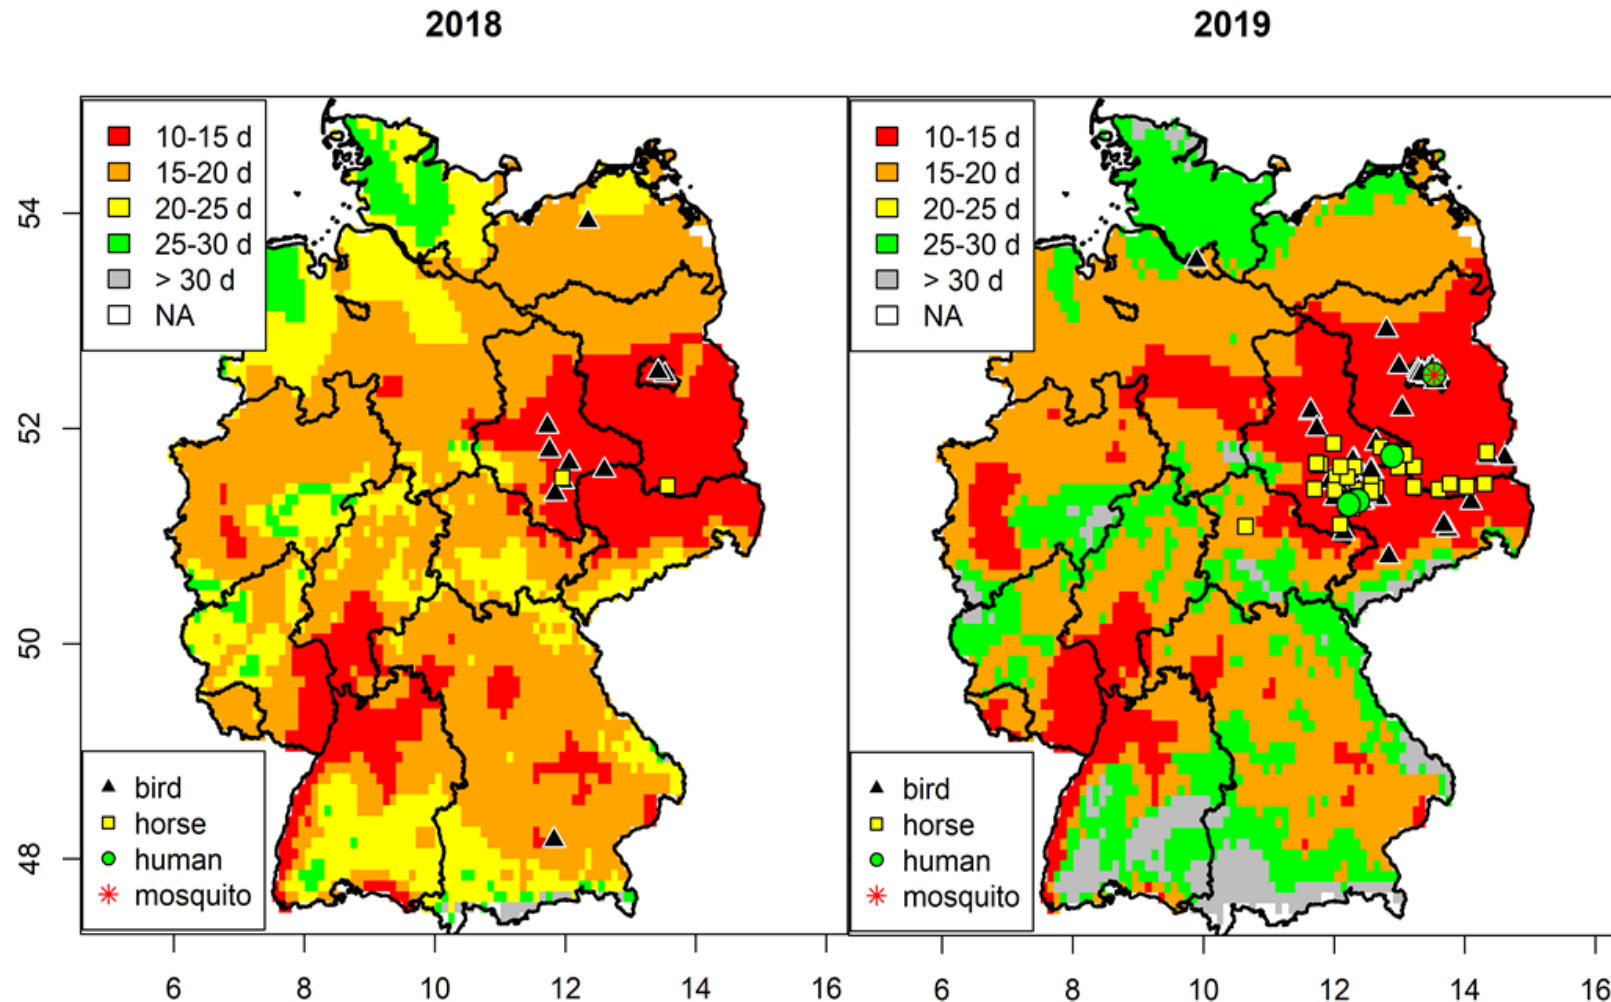 2018
2019
10-15 d
15-20 d
20-25 d
25-30 d
> 30 d
NA
10-15 d
15-20 d
20-25 d
25-30 d
> 30 d
NA
54
52
50
48
bird
horse
human
mosquito
bird
horse
human
mosquito
6 8 10 12 14 16
6 8 10 12 14 16